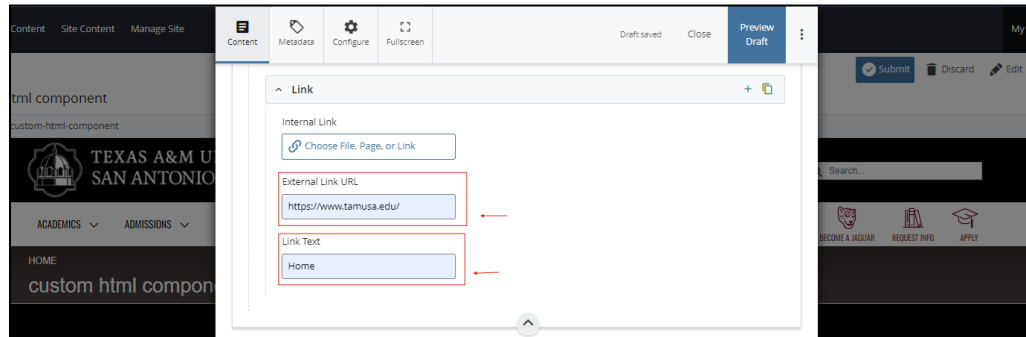 Content Site Content Manage Site
My
Content
Metadata
Configure
Fullscreen
Draft saved
Close
Preview
Draft
Submit
Discard
Edit
tml component
custom-html-component
Link
Internal Link
Choose File, Page, or Link
External Link URL
https://www.tamusa.edu/
Link Text
Home
TEXAS A&M U
SAN ANTONIO
Search...
ACADEMICS
ADMISSIONS
BECOME A JAGUAR
REQUEST INFO
APPLY
HOME
custom html compon